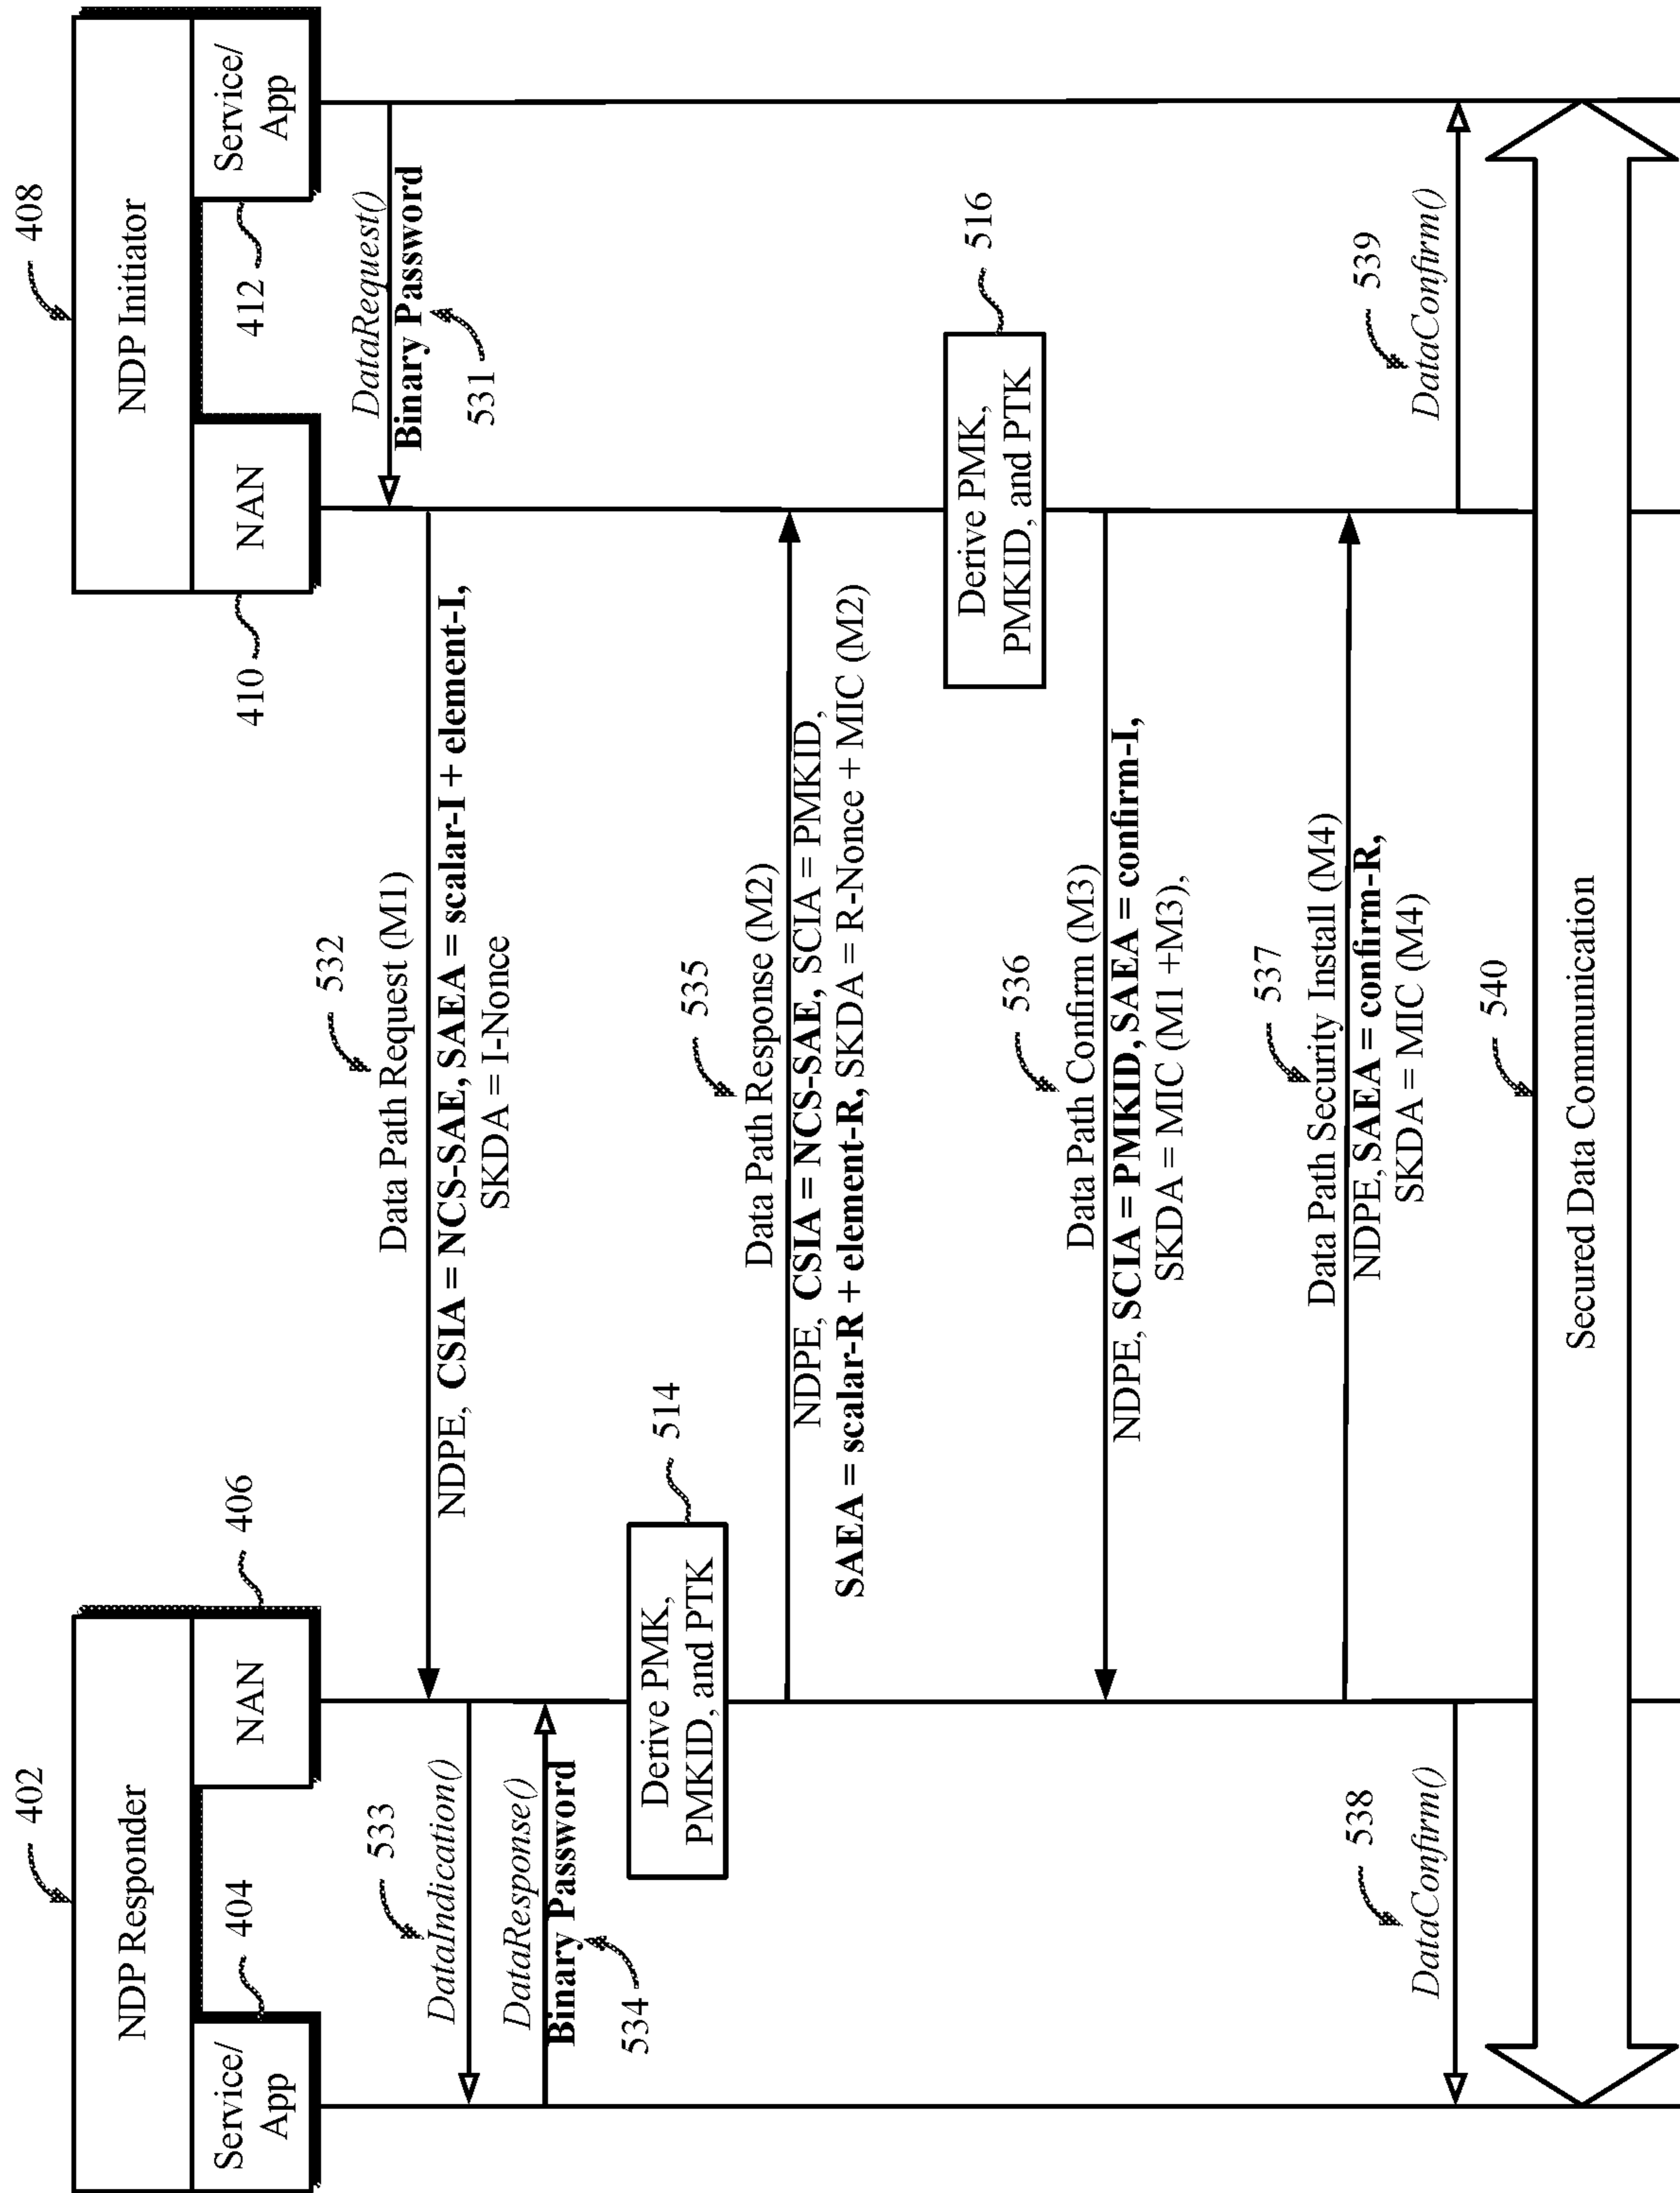 402
NDP Responder
404
Service/
App
NAN
406
408
NDP Initiator
410
NAN
412
Service/
App
DataRequest()
Binary Password
531
532
Data Path Request (M1)
NDPE, CSIA = NCS-SAE, SAEA = scalar-I + element-I,
SKDA = I-Nonce
533
DataIndication()
DataResponse()
Binary Password
534
Derive PMK,
PMKID, and PTK
514
535
Data Path Response (M2)
NDPE, CSIA = NCS-SAE, SCIA = PMKID,
SAEA = scalar-R + element-R, SKDA = R-Nonce + MIC (M2)
Derive PMK,
PMKID, and PTK
516
536
Data Path Confirm (M3)
NDPE, SCIA = PMKID, SAEA = confirm-I,
SKDA = MIC (M1 +M3),
537
Data Path Security Install (M4)
NDPE, SAEA = confirm-R,
SKDA = MIC (M4)
538
DataConfirm()
539
DataConfirm()
540
Secured Data Communication